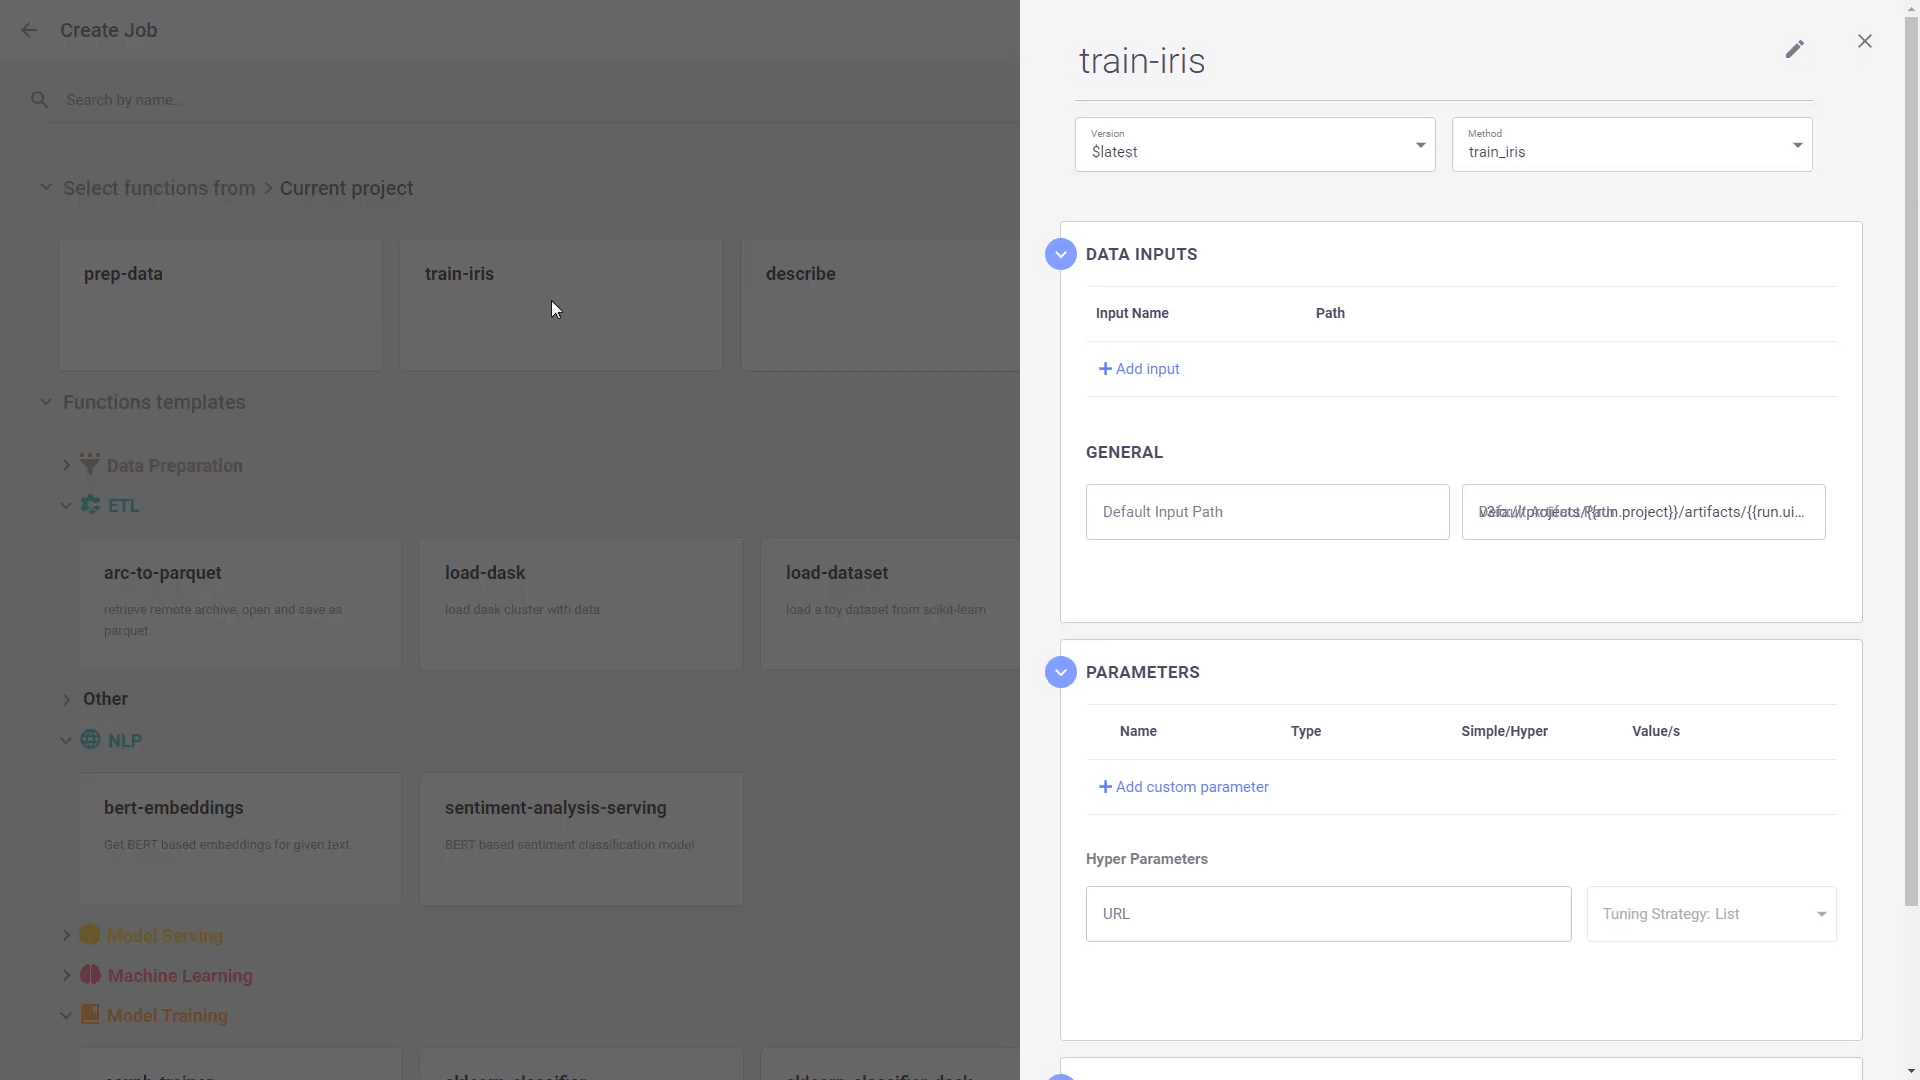 Create Job
Search by name...
Select functions from > Current project
prep-data
train-iris
describe
Functions templates
Data Preparation
ETL
arc-to-parquet
retrieve remote archive, open and save as
parquet
load-dask
load dask cluster with data
load-dataset
load a toy dataset from scikit-learn
Other
NLP
bert-embeddings
Get BERT based embeddings for given text
sentiment-analysis-serving
BERT based sentiment classification model
Model Serving
Machine Learning
Model Training
train-iris
Version
$latest
Method
train_iris
DATA INPUTS
Input Name
Path
+ Add input
GENERAL
Default Input Path
v3io:///projects/{{run.project}}/artifacts/{{run.ui...
PARAMETERS
Name
Type
Simple/Hyper
Value/s
+ Add custom parameter
Hyper Parameters
URL
Tuning Strategy: List